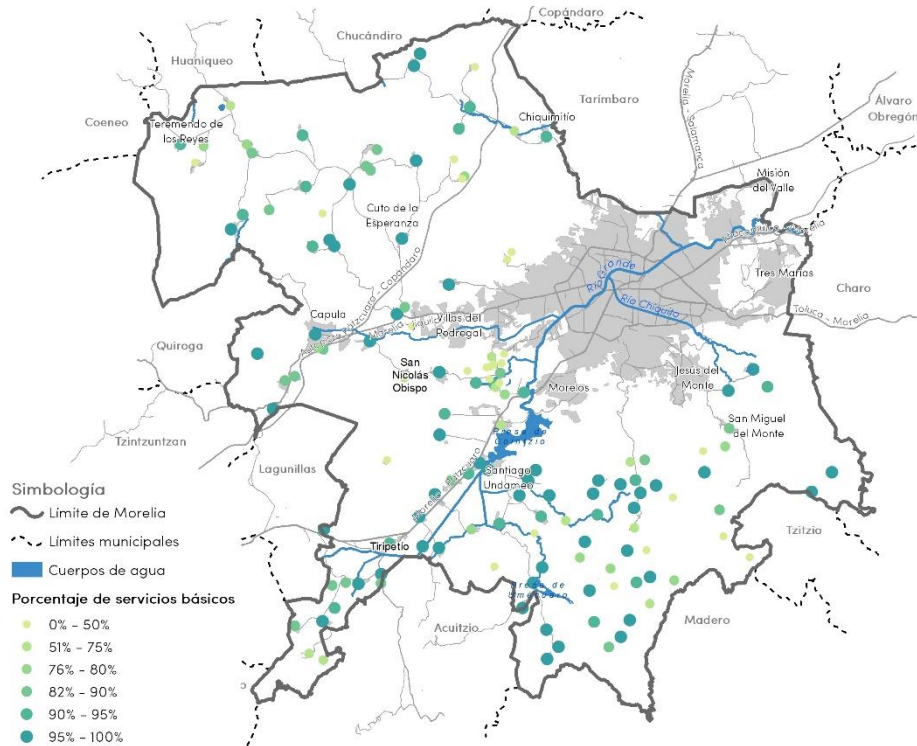 Copándaro
Chucándiro
Huaniqueo
Tarímbaro
Álvaro
Obregón
Coeneo
Teremendo de
los Reyes
Chiquimitío
Morelia - Salamanca
Misión
del Valle
Cuto de la
Esperanza
Río Grande
Tres Marías
Río Chiquito
Charo
Toluca - Morelia
Capula
Villas del
Pedregal
Quiroga
San
Nicolás
Obispo
Jesús del
Monte
Morelos
San Miguel
del Monte
Tzintzuntzan
Lagunillas
Santiago
Undameo
Tiripetío
Tzitzio
Acuitzio
Madero
Simbología
Límite de Morelia
Límites municipales
Cuerpos de agua
Porcentaje de servicios básicos
0% - 50%
51% - 75%
76% - 80%
82% - 90%
90% - 95%
95% - 100%